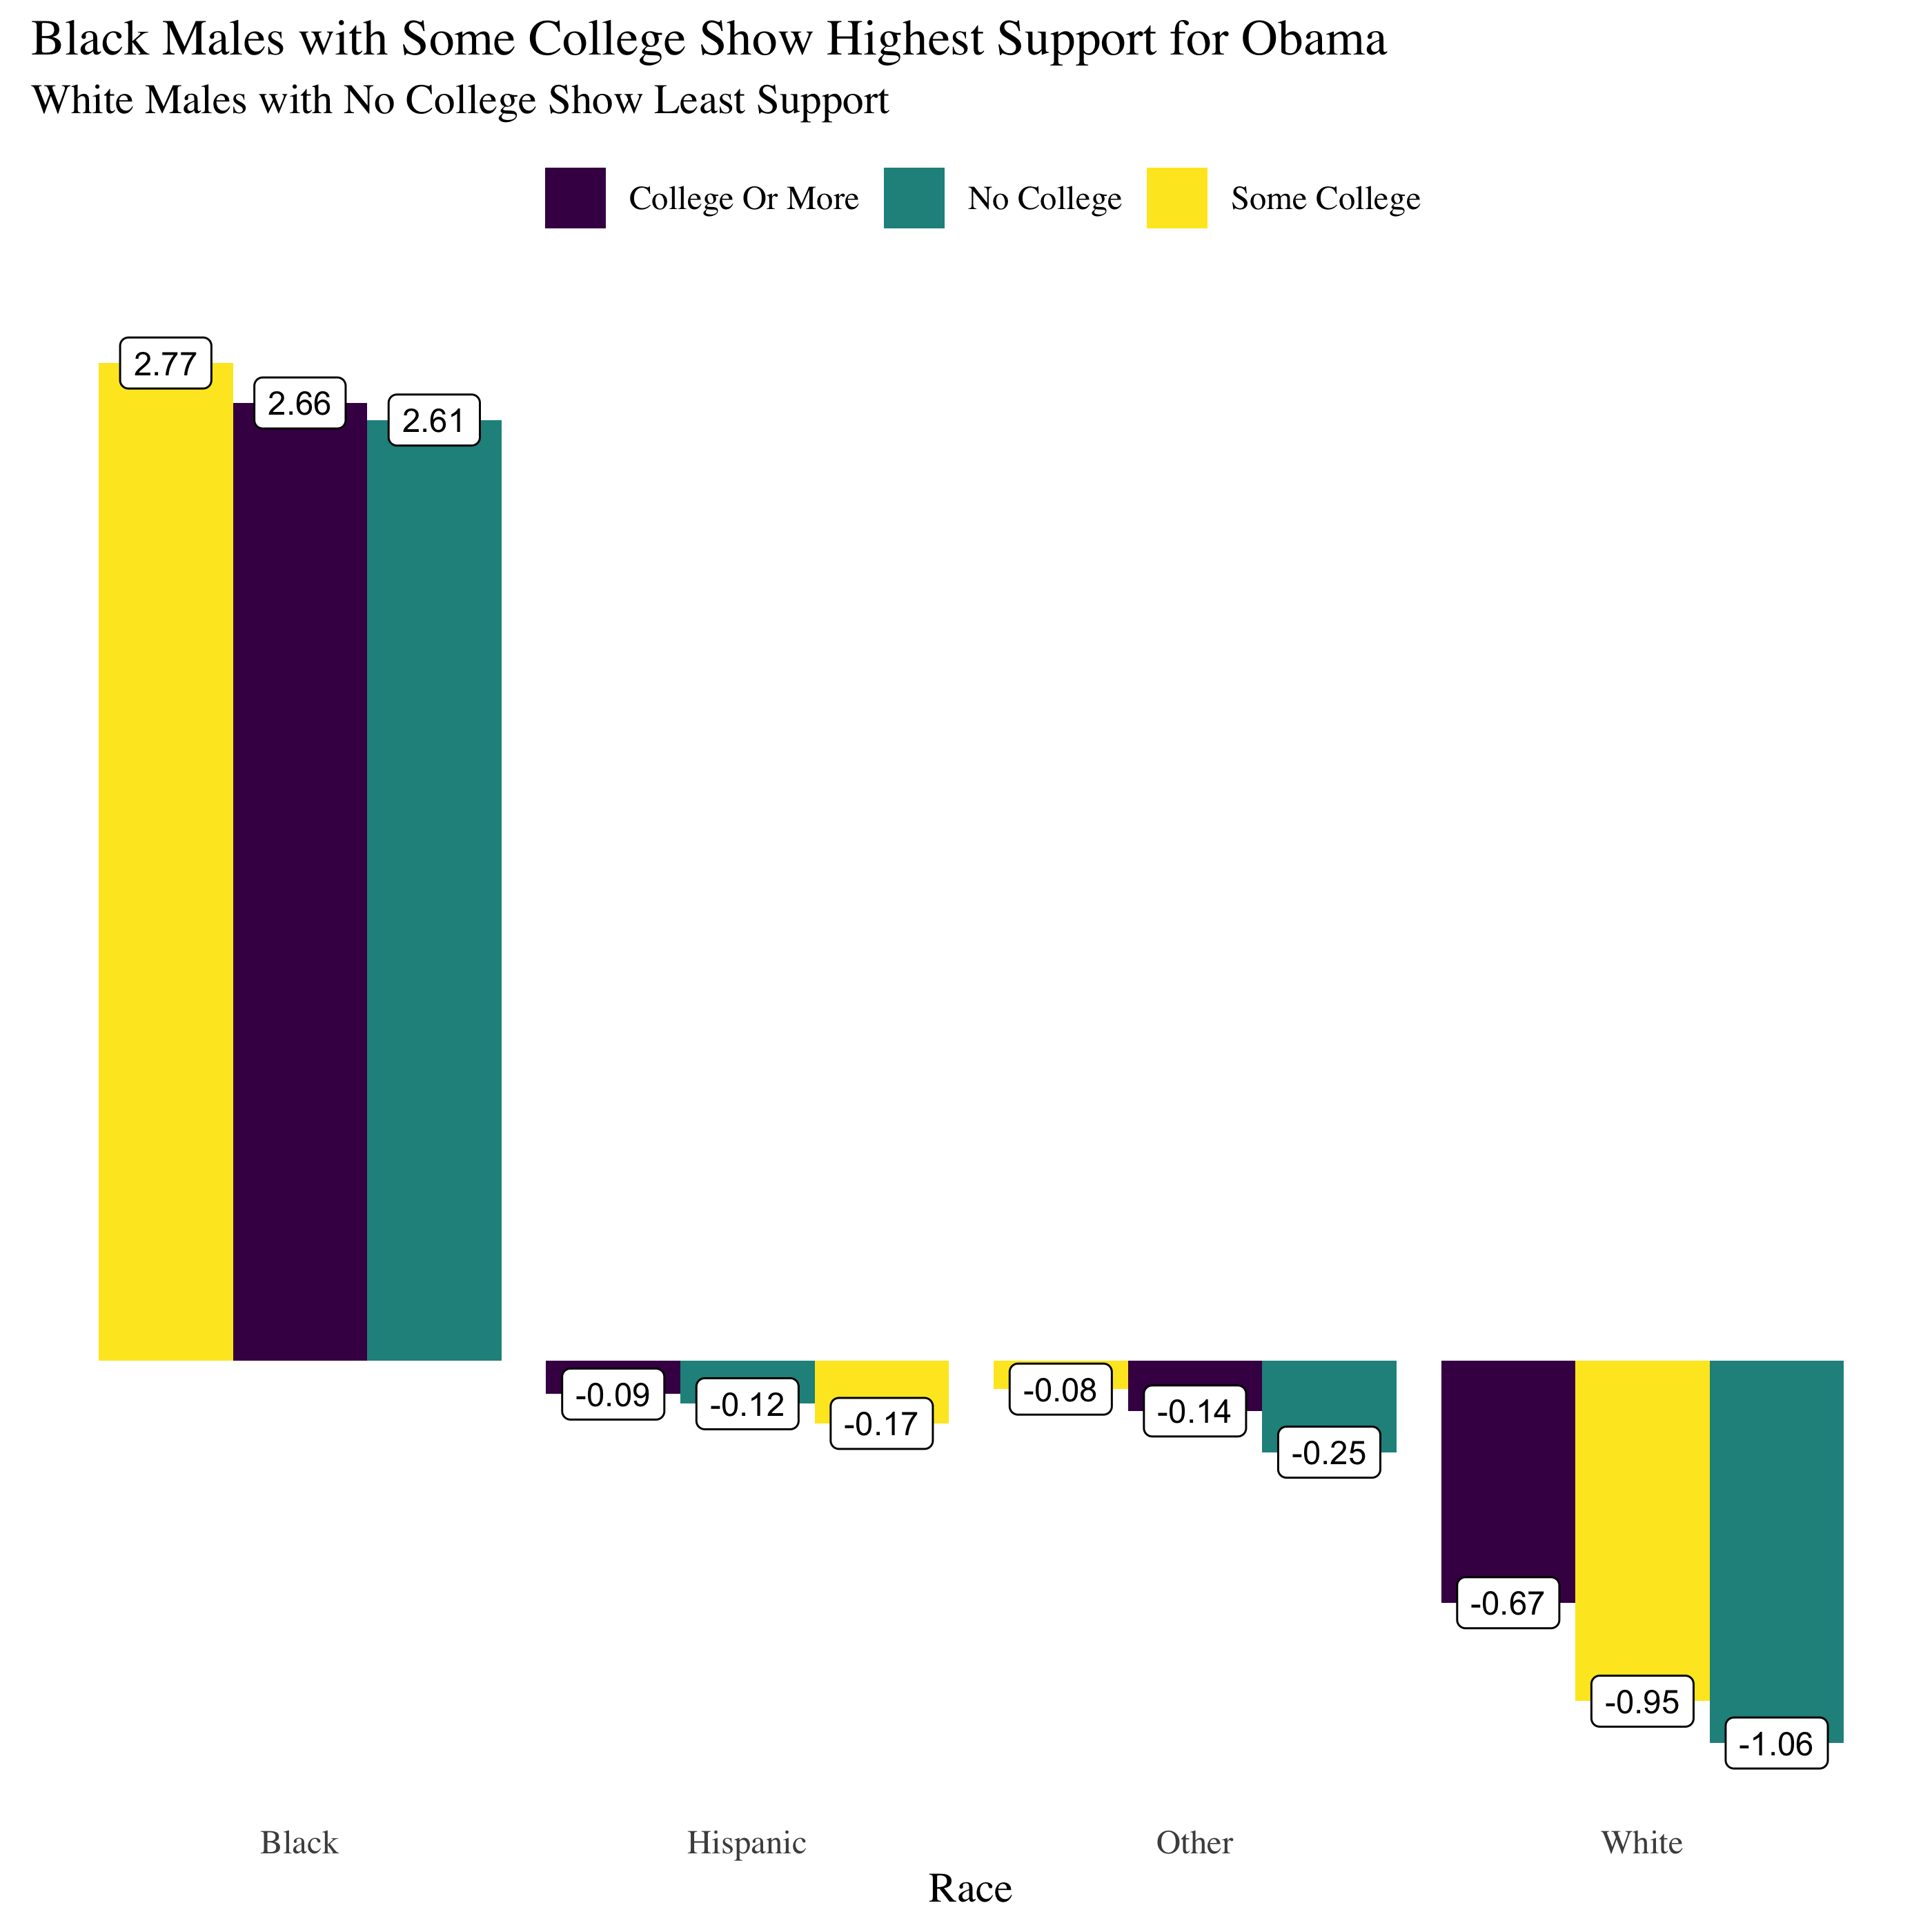 Black Males with Some College Show Highest Support for Obama
White Males with No College Show Least Support
College Or More No College Some College
2.77
2.66
2.61
-0.09
-0.12
-0.17
-0.08
-0.14
-0.25
-0.67
-0.95
-1.06
Black Hispanic Other White
Race